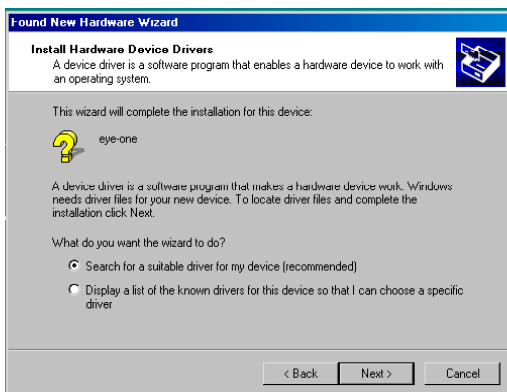 Found New Hardware Wizard
Install Hardware Device Drivers
A device driver is a software program that enables a hardware device to work with
an operating system.
This wizard will complete the installation for this device:
eye-one
A device driver is a software program that makes a hardware device work. Windows
needs driver files for your new device. To locate driver files and complete the
installation click Next.
What do you want the wizard to do?
Search for a suitable driver for my device (recommended)
Display a list of the known drivers for this device so that I can choose a specific
driver
< Back
Next >
Cancel